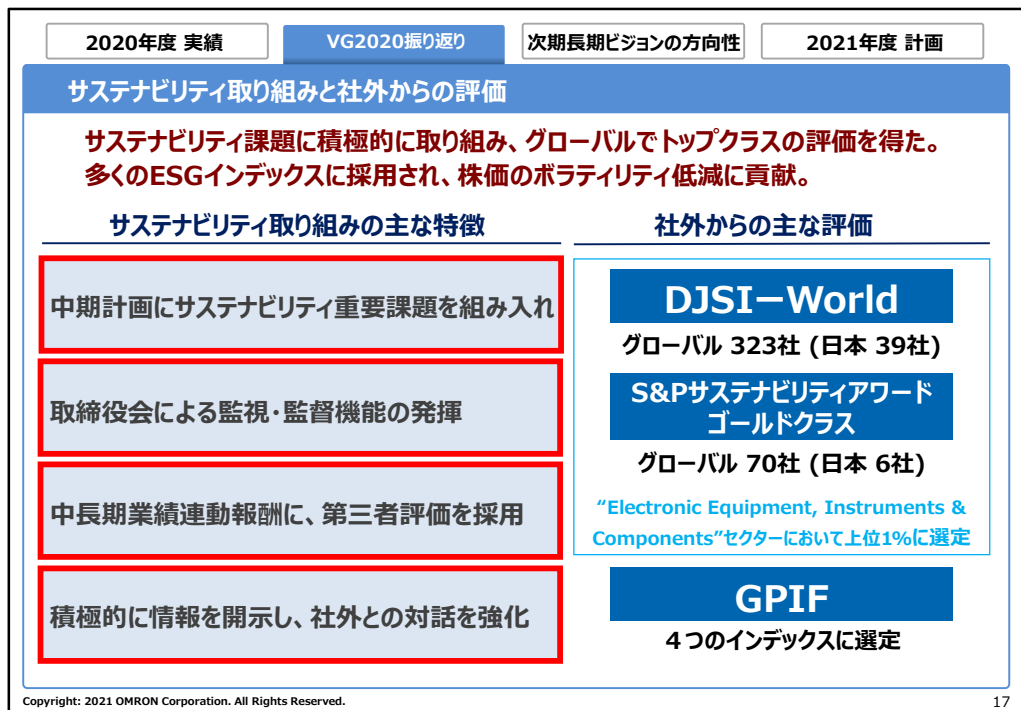 2020年度 実績
VG2020振り返り
次期長期ビジョンの方向性
2021年度 計画
サステナビリティ取り組みと社外からの評価
サステナビリティ課題に積極的に取り組み、グローバルでトップクラスの評価を得た。
多くのESGインデックスに採用され、株価のボラティリティ低減に貢献。
サステナビリティ取り組みの主な特徴
中期計画にサステナビリティ重要課題を組み入れ
取締役会による監視・監督機能の発揮
中長期業績連動報酬に、第三者評価を採用
積極的に情報を開示し、社外との対話を強化
社外からの主な評価
DJSI－World
グローバル 323社 (日本 39社)
S&Pサステナビリティアワード
ゴールドクラス
グローバル 70社 (日本 6社)
“Electronic Equipment, Instruments &
Components”セクターにおいて上位1%に選定
GPIF
４つのインデックスに選定
Copyright: 2021 OMRON Corporation. All Rights Reserved.
17